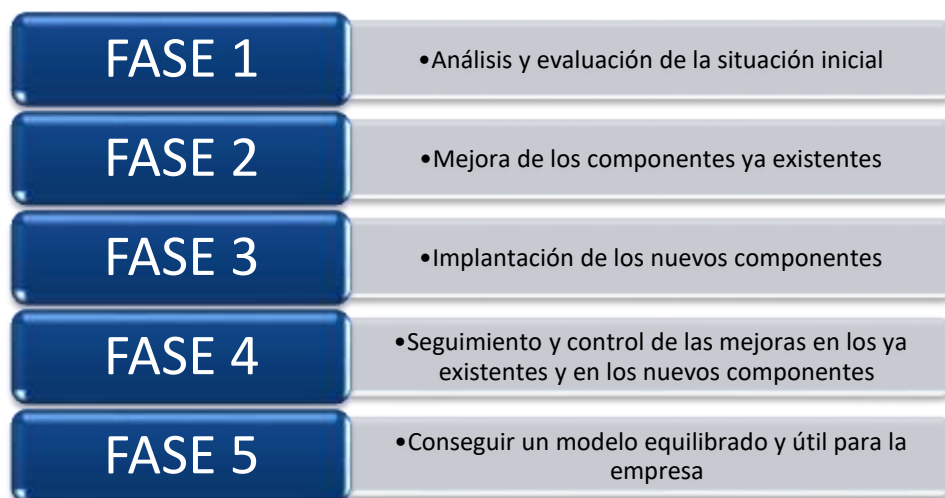 FASE 1
•Análisis y evaluación de la situación inicial
FASE 2
•Mejora de los componentes ya existentes
FASE 3
•Implantación de los nuevos componentes
FASE 4
•Seguimiento y control de las mejoras en los ya
existentes y en los nuevos componentes
FASE 5
•Conseguir un modelo equilibrado y útil para la
empresa